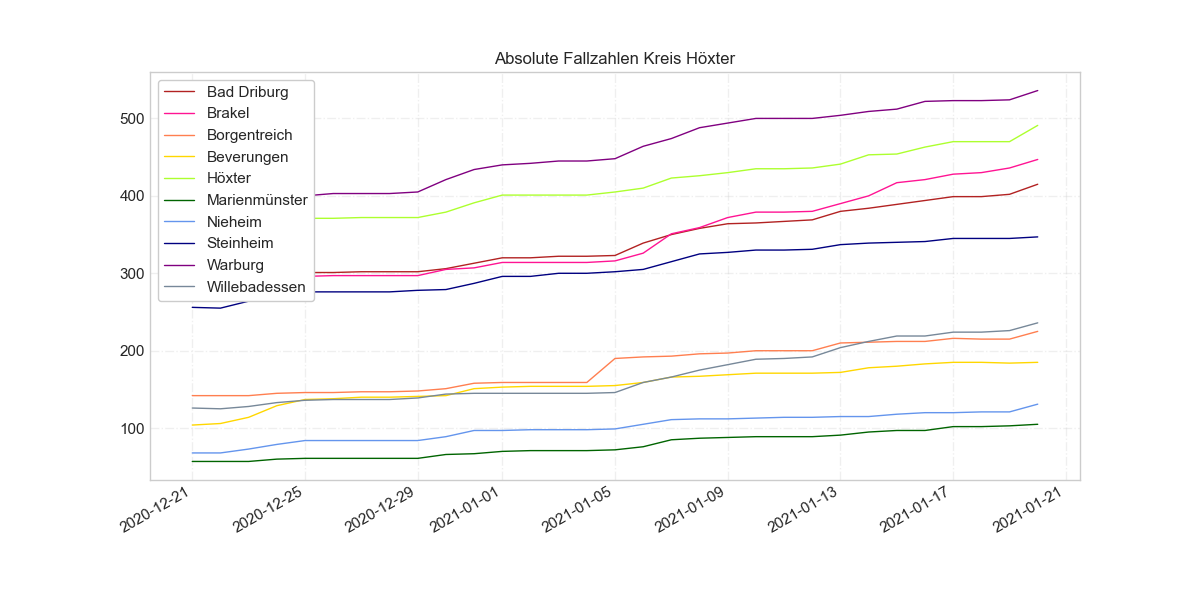 Absolute Fallzahlen Kreis Höxter
Bad Driburg
Brakel
Borgentreich
Beverungen
Höxter
Marienmünster
Nieheim
Steinheim
Warburg
Willebadessen
500
400
300
200
100
2020-12-21
2020-12-25
2020-12-29
2021-01-01
2021-01-05
2021-01-09
2021-01-13
2021-01-17
2021-01-21